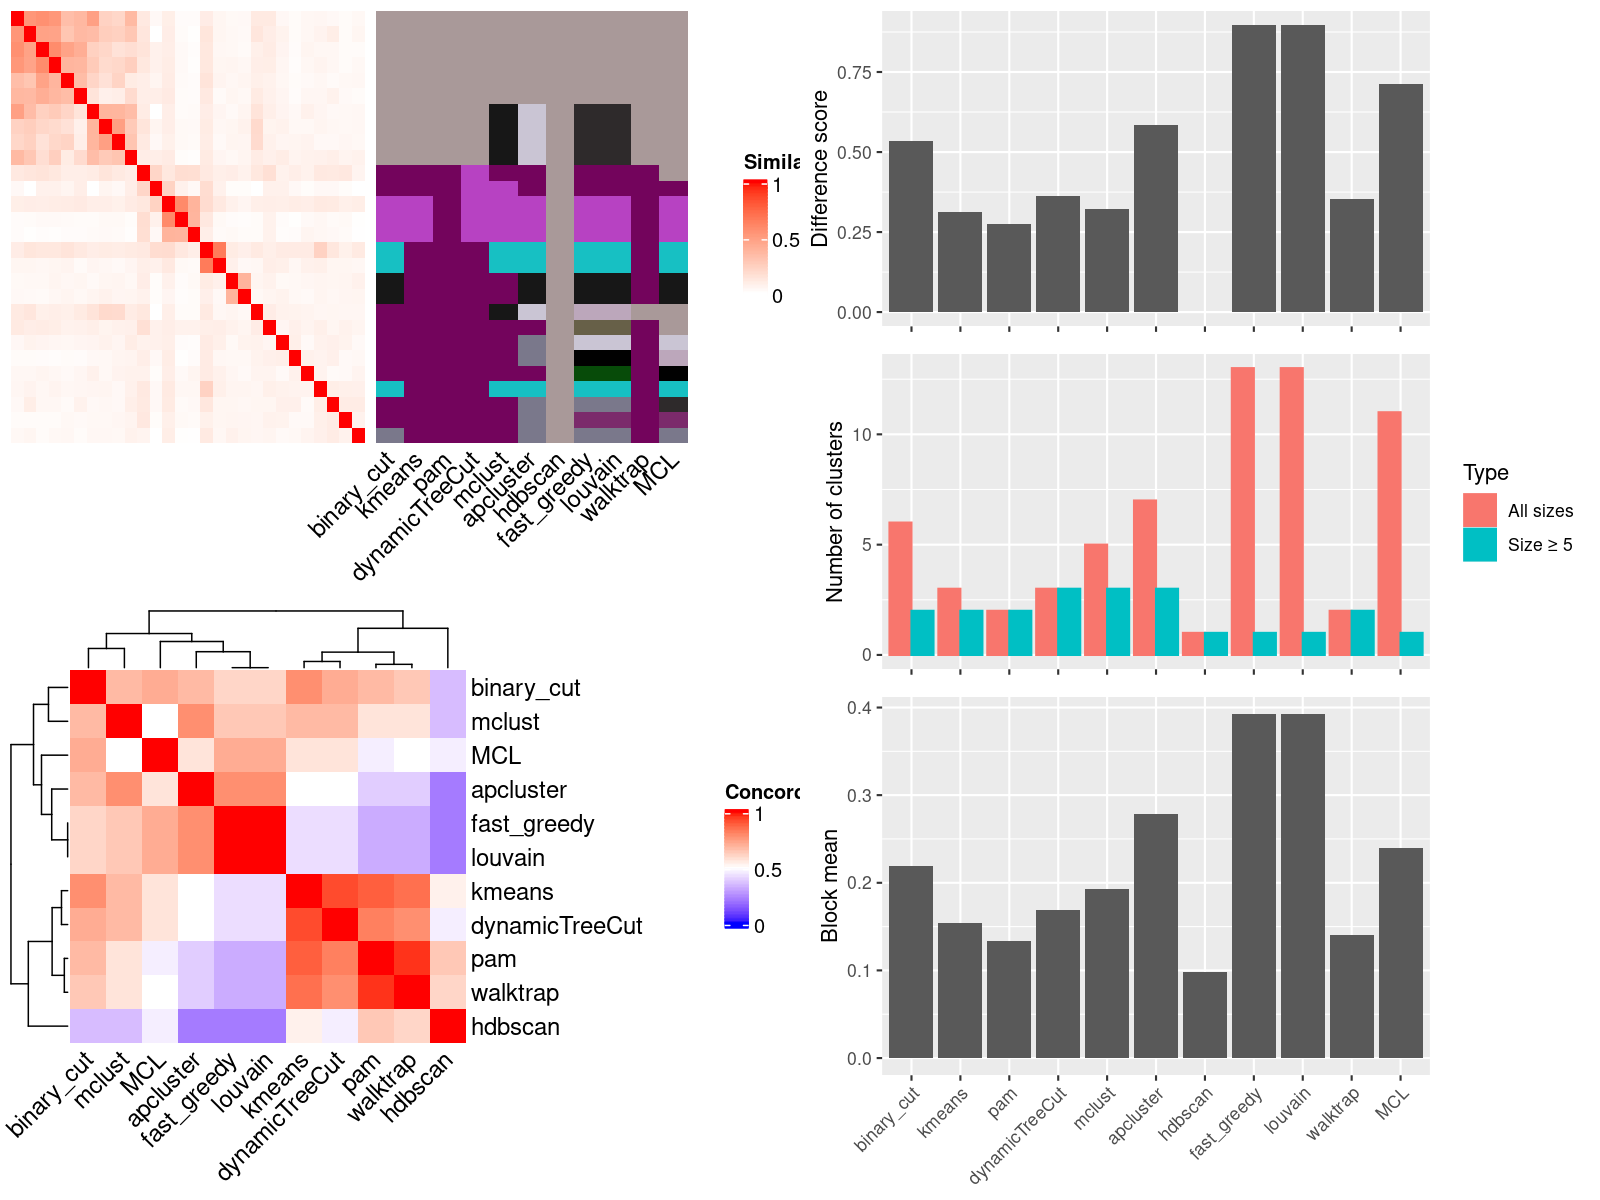 Simila
1
0.5
0
binary_cut
kmeans
pam
dynamicTreeCut
mclust
apcluster
hdbscan
fast_greedy
louvain
walktrap
MCL
Difference score
0.75
0.50
0.25
0.00
Number of clusters
10
5
0
Type
All sizes
Size ≥ 5
Block mean
0.4
0.3
0.2
0.1
0.0
binary_cut
kmeans
pam
dynamicTreeCut
mclust
apcluster
hdbscan
fast_greedy
louvain
walktrap
MCL
binary_cut
mclust
MCL
apcluster
fast_greedy
louvain
kmeans
dynamicTreeCut
pam
walktrap
hdbscan
Concord
1
0.5
0
binary_cut
mclust
MCL
apcluster
fast_greedy
louvain
kmeans
dynamicTreeCut
pam
walktrap
hdbscan